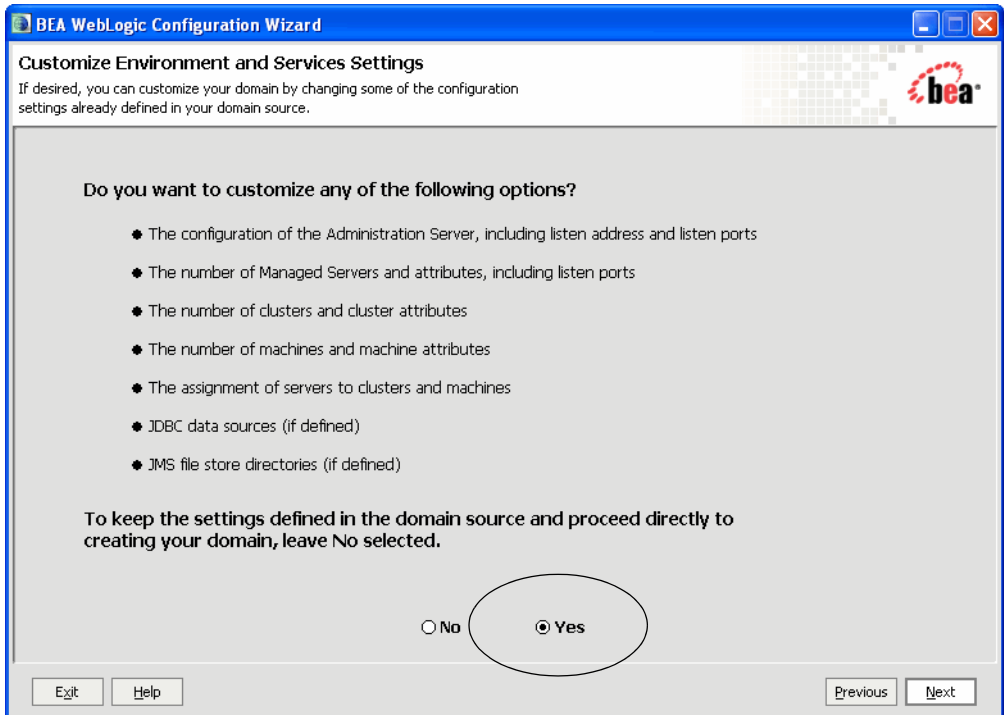 BEA WebLogic Configuration Wizard
Customize Environment and Services Settings
If desired, you can customize your domain by changing some of the configuration
settings already defined in your domain source.
bea
Do you want to customize any of the following options?
● The configuration of the Administration Server, including listen address and listen ports
● The number of Managed Servers and attributes, including listen ports
● The number of clusters and cluster attributes
● The number of machines and machine attributes
● The assignment of servers to clusters and machines
● JDBC data sources (if defined)
● JMS file store directories (if defined)
To keep the settings defined in the domain source and proceed directly to
creating your domain, leave No selected.
No Yes
Exit Help Previous Next